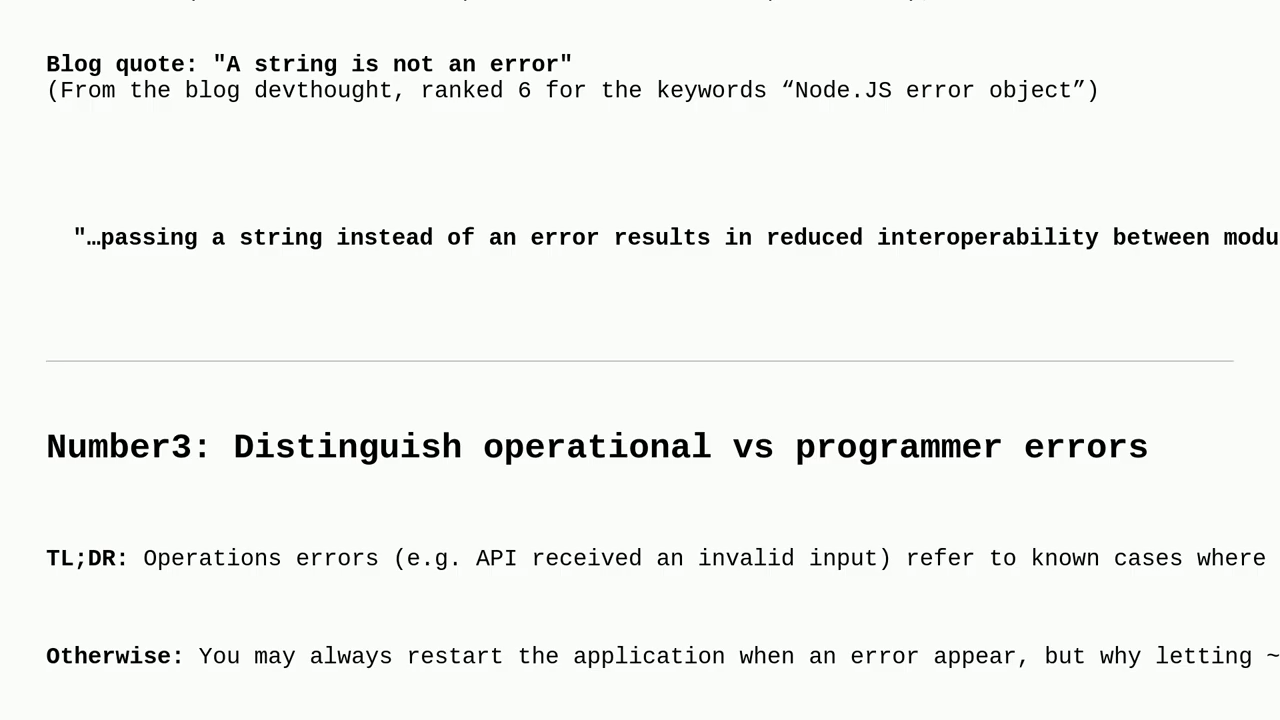 Blog quote: "A string is not an error"
(From the blog devthought, ranked 6 for the keywords “Node.JS error object”)
"…passing a string instead of an error results in reduced interoperability between modu
Number3: Distinguish operational vs programmer errors
TL;DR: Operations errors (e.g. API received an invalid input) refer to known cases where
Otherwise: You may always restart the application when an error appear, but why letting ~